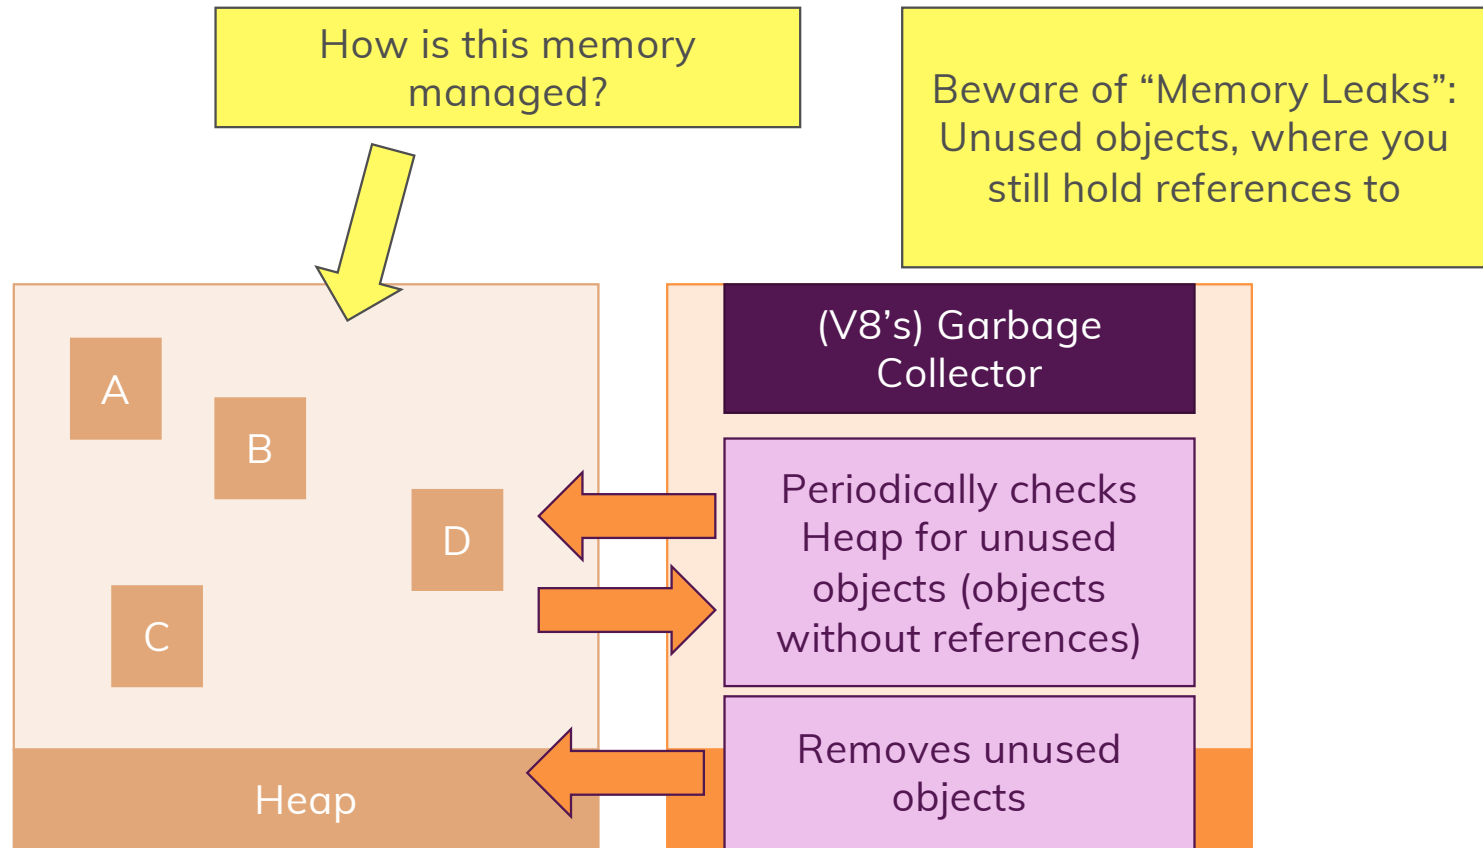 How is this memory
managed?
Beware of “Memory Leaks”:
Unused objects, where you
still hold references to
A
B
D
C
Heap
(V8’s) Garbage
Collector
Periodically checks
Heap for unused
objects (objects
without references)
Removes unused
objects